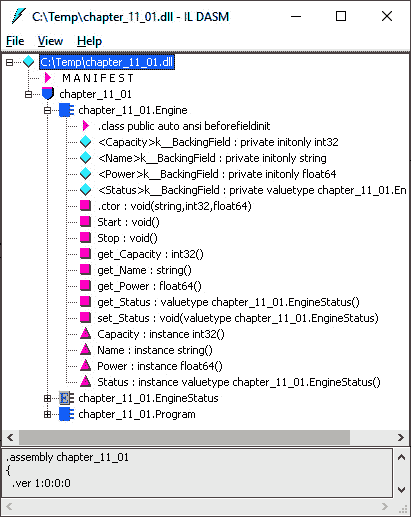 C:\Temp\chapter_11_01.dll - IL DASM
File View Help
C:\Temp\chapter_11_01.dll
M A N I F E S T
chapter_11_01
chapter_11_01.Engine
.class public auto ansi beforefieldinit
<Capacity>k__BackingField : private initonly int32
<Name>k__BackingField : private initonly string
<Power>k__BackingField : private initonly float64
<Status>k__BackingField : private valuetype chapter_11_01.En
.ctor : void(string,int32,float64)
Start : void()
Stop : void()
get_Capacity : int32()
get_Name : string()
get_Power : float64()
get_Status : valuetype chapter_11_01.EngineStatus()
set_Status : void(valuetype chapter_11_01.EngineStatus)
Capacity : instance int32()
Name : instance string()
Power : instance float64()
Status : instance valuetype chapter_11_01.EngineStatus()
E chapter_11_01.EngineStatus
chapter_11_01.Program
.assembly chapter_11_01
{
.ver 1:0:0:0